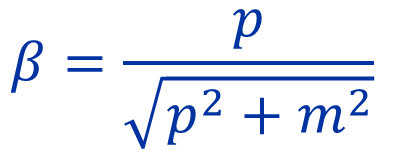 β = p / √(p² + m²)